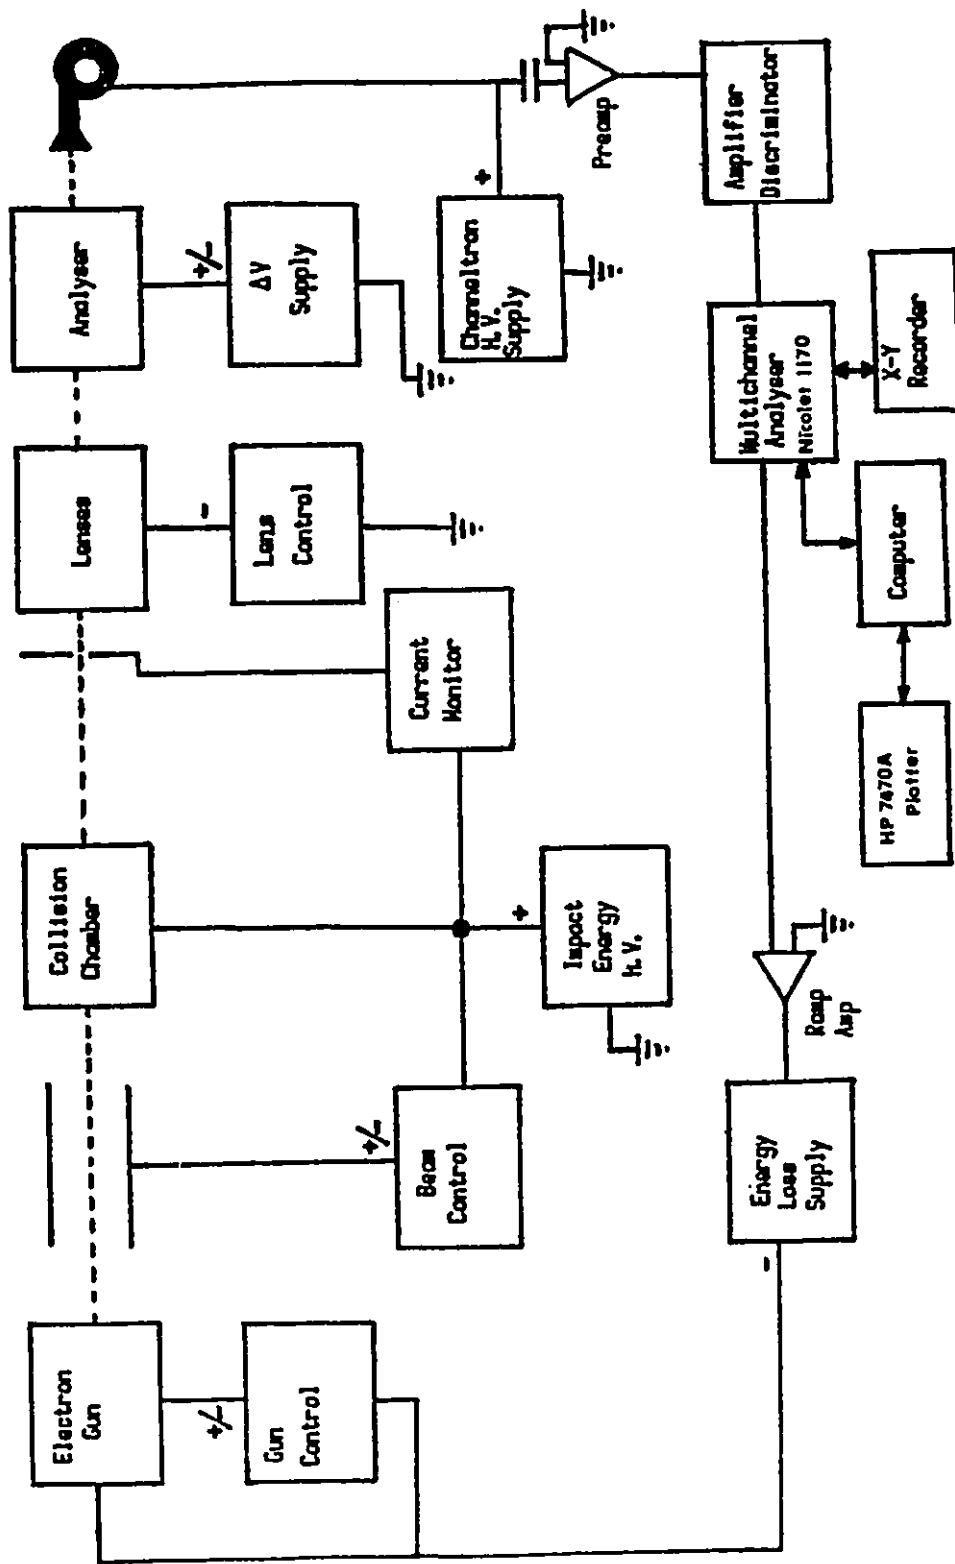 Electron
Gun
Collision
Chamber
Lenses
Analyser
+/-
Gun
Control
+/-
Beam
Control
Current
Monitor
-
Lens
Control
+/-
ΔV
Supply
+
Impact
Energy
H.V.
+
Channeltron
H.V.
Supply
Preamp
-
Energy
Loss
Supply
Ramp
Amp
Multichannel
Analyser
Nicolet 1170
Amplifier
Discriminator
HP 7470A
Plotter
Computer
X-Y
Recorder